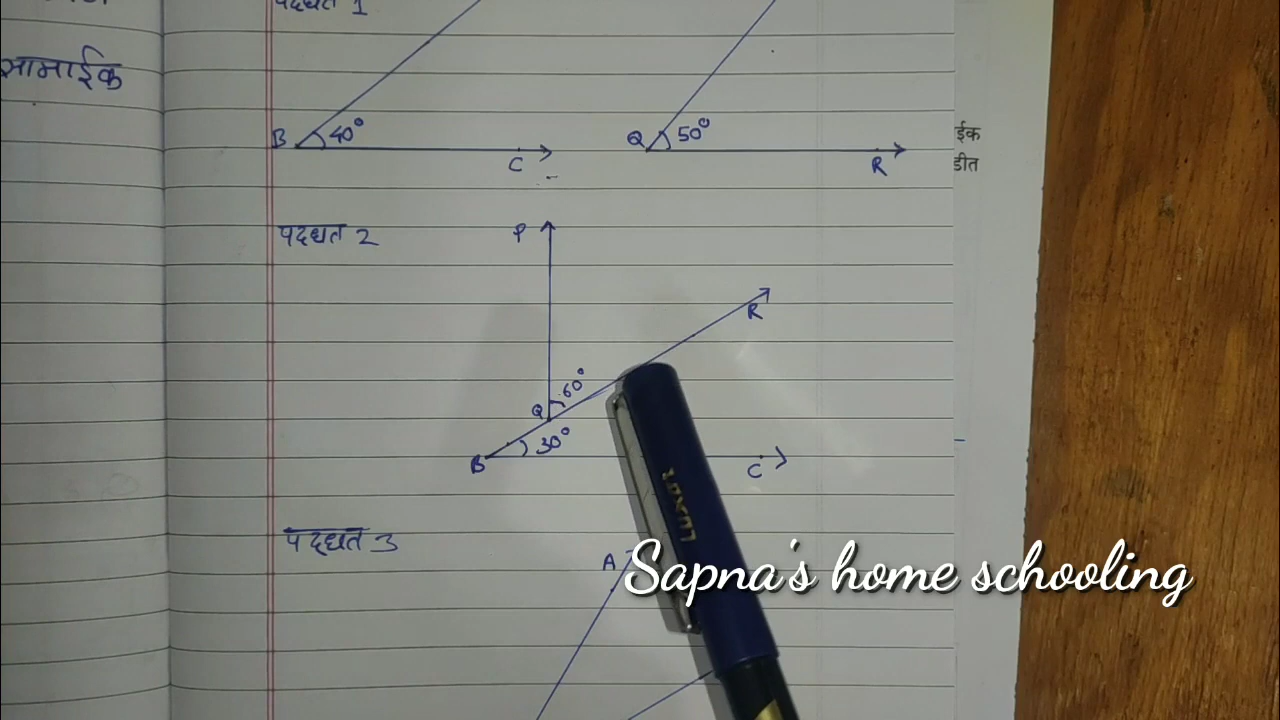 सामाईक
पद्धत 1
B 40° C
Q 50° R
ईक
डीत
पद्धत 2
P
R
Q 60°
B 30° C
पद्धत 3
A
LUXOR
Sapna's home schooling